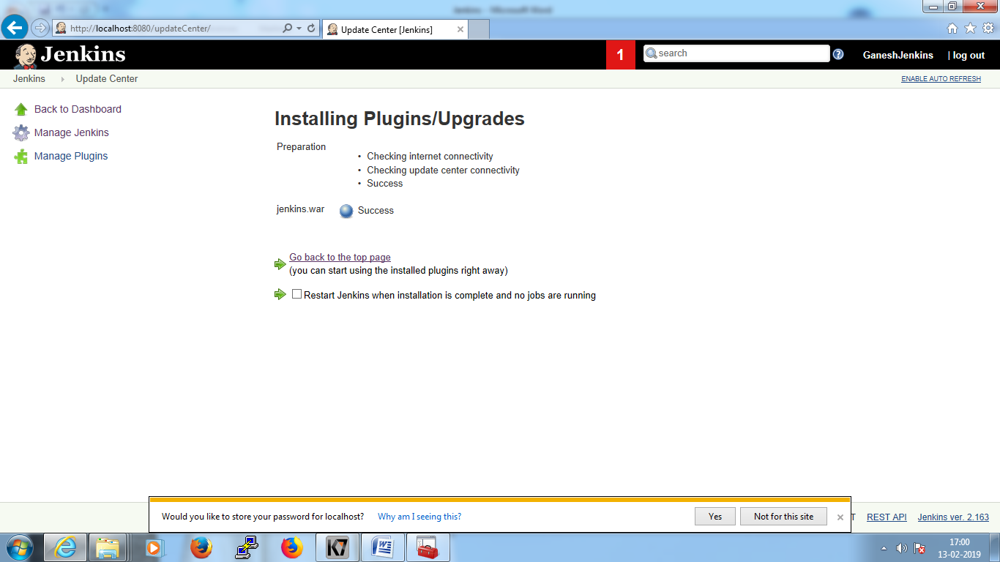 Jenkins - Microsoft Word
http://localhost:8080/updateCenter/
Update Center [Jenkins]
Jenkins
1
search
GaneshJenkins
| log out
Jenkins
Update Center
ENABLE AUTO REFRESH
Back to Dashboard
Manage Jenkins
Manage Plugins
Installing Plugins/Upgrades
Preparation
• Checking internet connectivity
• Checking update center connectivity
• Success
jenkins.war
Success
Go back to the top page
(you can start using the installed plugins right away)
Restart Jenkins when installation is complete and no jobs are running
Would you like to store your password for localhost?
Why am I seeing this?
Yes
Not for this site
T
REST API
Jenkins ver. 2.163
K7
17:00
13-02-2019